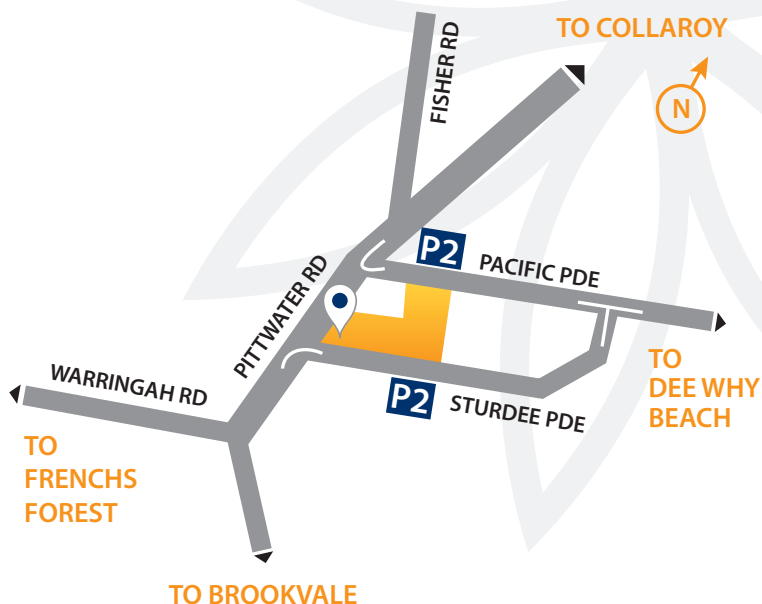 TO COLLAROY
N
FISHER RD
P2
PACIFIC PDE
PITTWATER RD
WARRINGAH RD
P2
STURDEE PDE
TO
DEE WHY
BEACH
TO
FRENCHS
FOREST
TO BROOKVALE